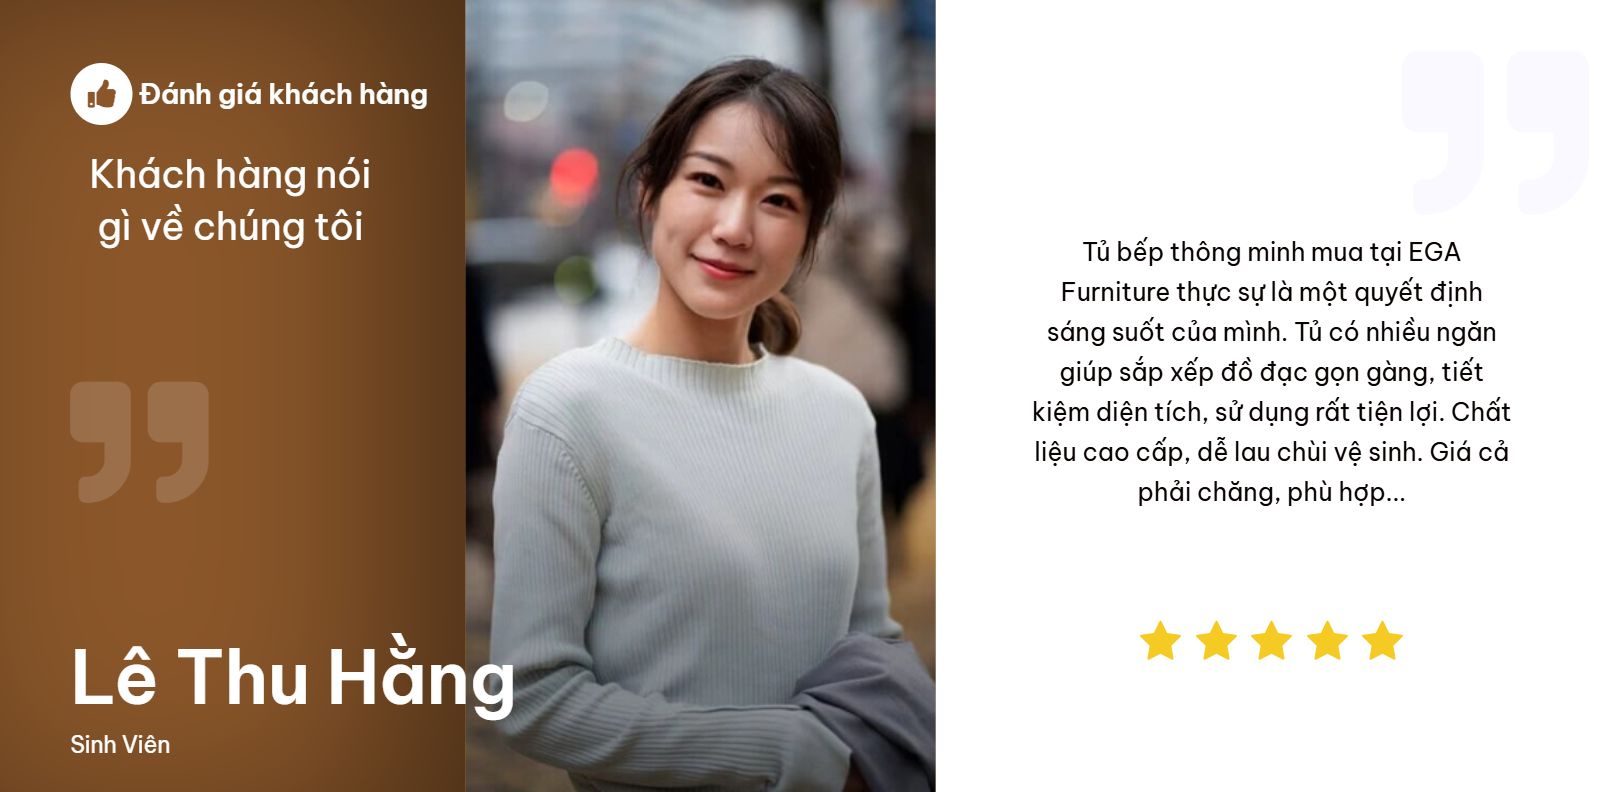 Đánh giá khách hàng
Khách hàng nói
gì về chúng tôi
Lê Thu Hằng
Sinh Viên
Tủ bếp thông minh mua tại EGA
Furniture thực sự là một quyết định
sáng suốt của mình. Tủ có nhiều ngăn
giúp sắp xếp đồ đạc gọn gàng, tiết
kiệm diện tích, sử dụng rất tiện lợi. Chất
liệu cao cấp, dễ lau chùi vệ sinh. Giá cả
phải chăng, phù hợp...